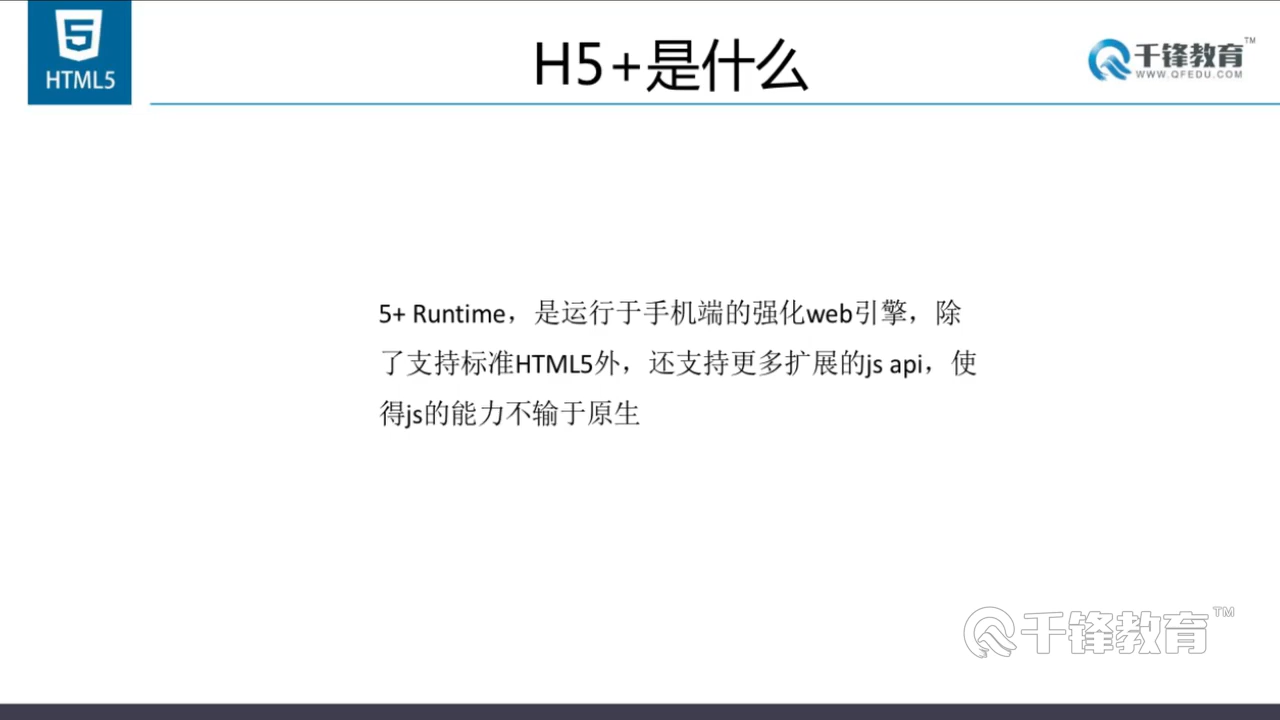 HTML5
H5+是什么
千锋教育™
WWW.QFEDU.COM
5+ Runtime，是运行于手机端的强化web引擎，除
了支持标准HTML5外，还支持更多扩展的js api，使
得js的能力不输于原生
千锋教育™